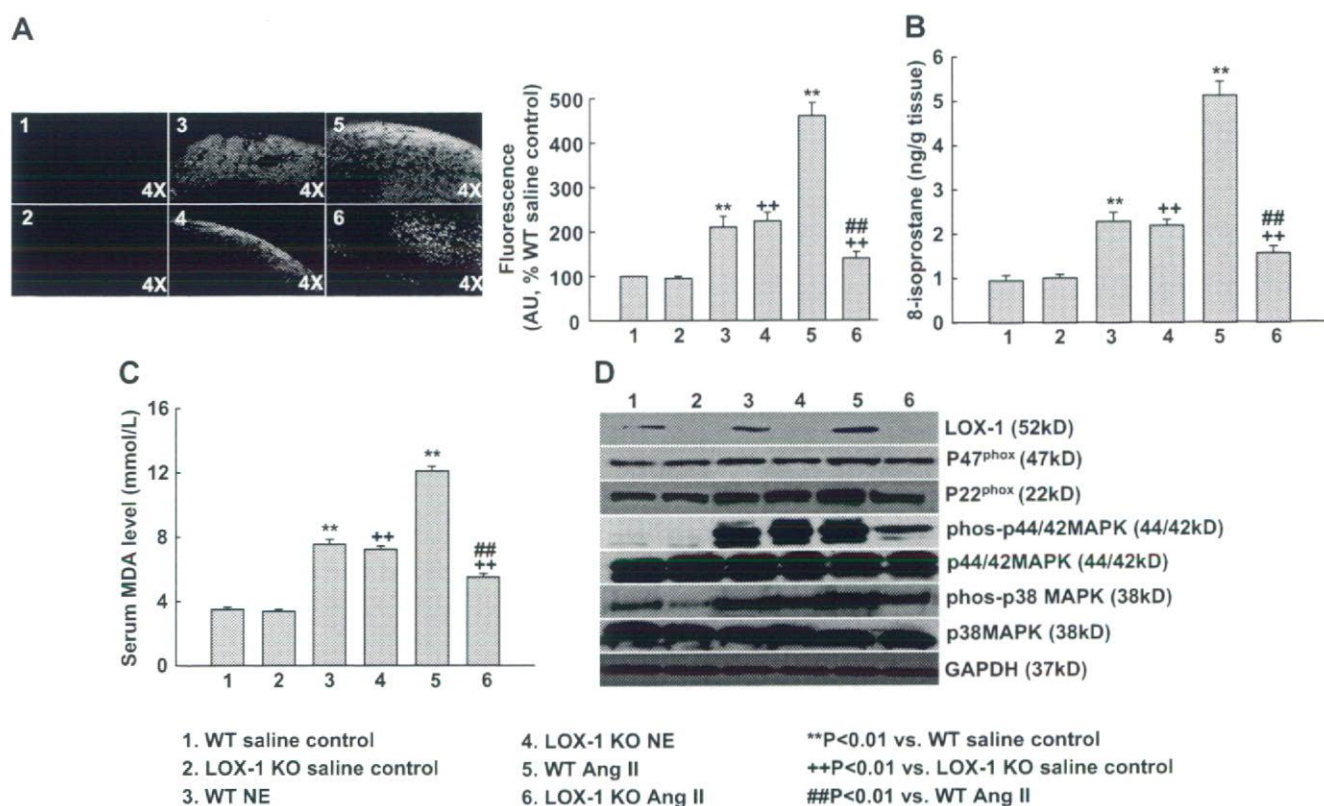 A
1
4X
3
4X
5
4X
2
4X
4
4X
6
4X
Fluorescence
(AU, % WT saline control)
500
400
300
200
100
0
**
++
**
##
++
1 2 3 4 5 6
B
8-isoprostane (ng/g tissue)
6
5
4
3
2
1
0
**
++
**
##
++
1 2 3 4 5 6
C
Serum MDA level (mmol/L)
16
12
8
4
0
**
++
**
##
++
1 2 3 4 5 6
D
1 2 3 4 5 6
LOX-1 (52kD)
P47phox (47kD)
P22phox (22kD)
phos-p44/42MAPK (44/42kD)
p44/42MAPK (44/42kD)
phos-p38 MAPK (38kD)
p38MAPK (38kD)
GAPDH (37kD)
1. WT saline control
2. LOX-1 KO saline control
3. WT NE
4. LOX-1 KO NE
5. WT Ang II
6. LOX-1 KO Ang II
**P<0.01 vs. WT saline control
++P<0.01 vs. LOX-1 KO saline control
##P<0.01 vs. WT Ang II